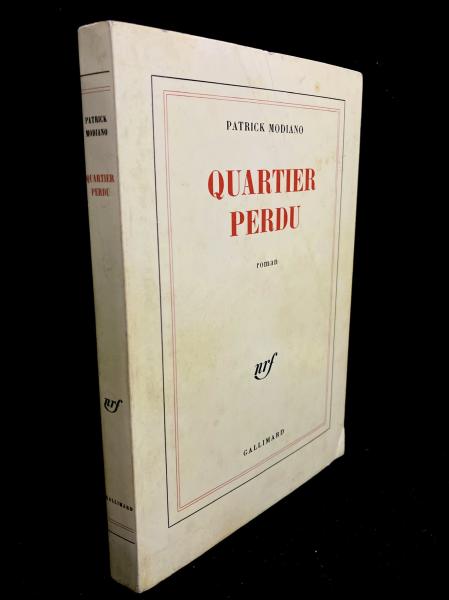 PATRICK MODIANO
QUARTIER
PERDU
roman
nrf
GALLIMARD
PATRICK
MODIANO
QUARTIER
PERDU
nrf
GALLIMARD